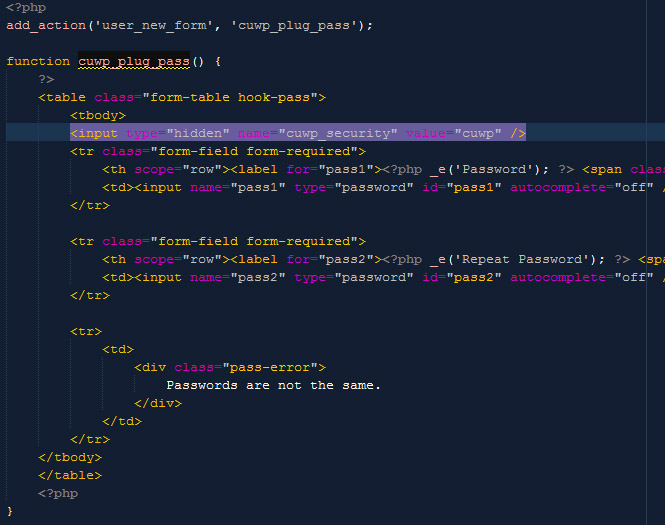 <?php
add_action('user_new_form', 'cuwp_plug_pass');
function cuwp_plug_pass() {
?>
<table class="form-table hook-pass">
<tbody>
<input type="hidden" name="cuwp_security" value="cuwp" />
<tr class="form-field form-required">
<th scope="row"><label for="pass1"><?php _e('Password'); ?> <span clas
<td><input name="pass1" type="password" id="pass1" autocomplete="off" /
</tr>
<tr class="form-field form-required">
<th scope="row"><label for="pass2"><?php _e('Repeat Password'); ?> <spa
<td><input name="pass2" type="password" id="pass2" autocomplete="off" /
</tr>
<tr>
<td>
<div class="pass-error">
Passwords are not the same.
</div>
</td>
</tr>
</tbody>
</table>
<?php
}